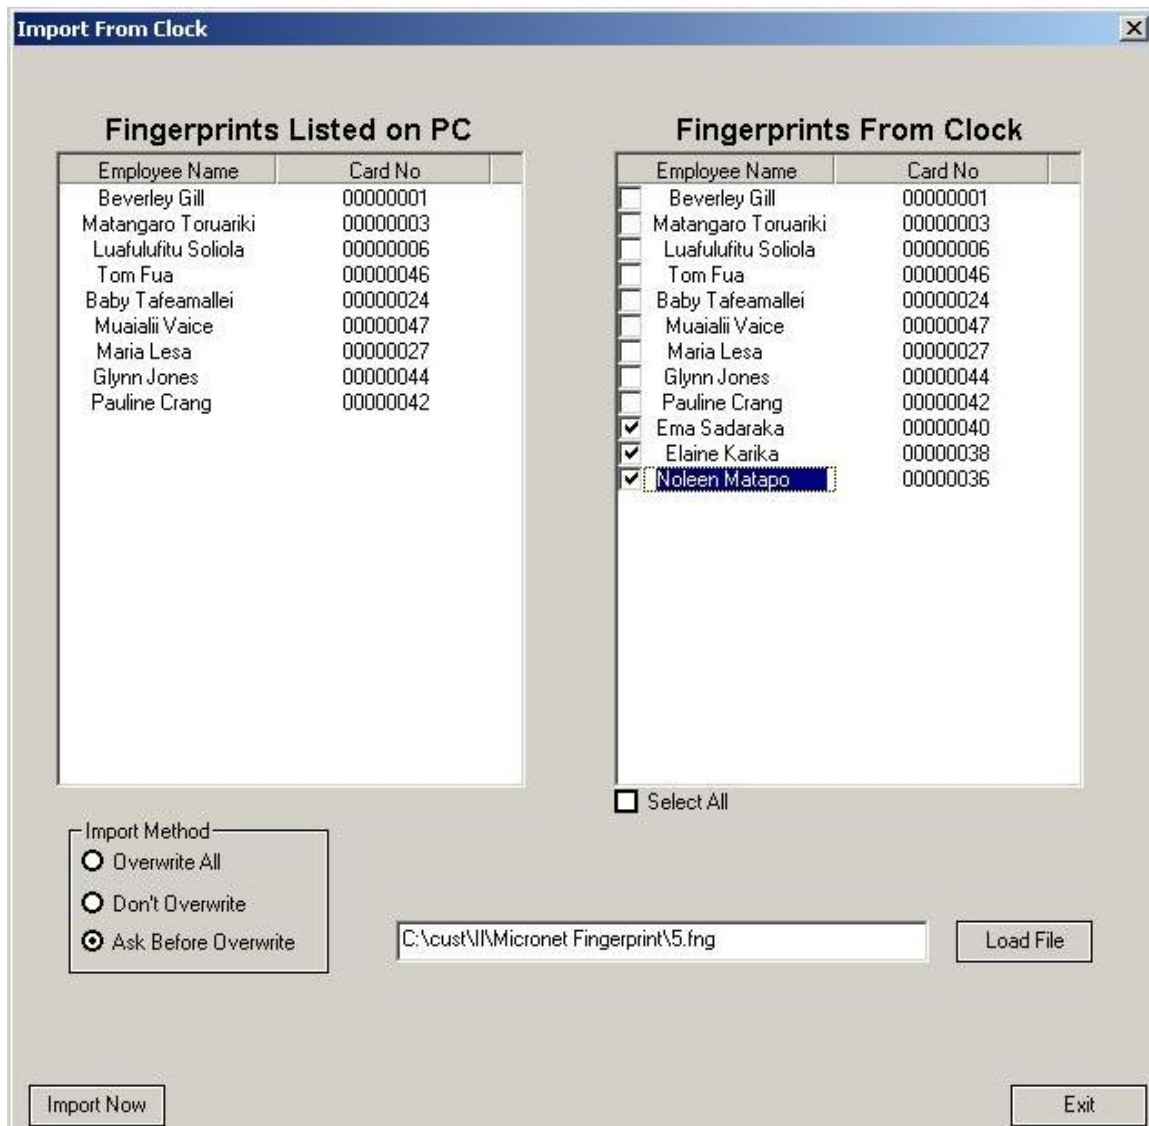 Import From Clock
Fingerprints Listed on PC
Employee Name Card No
Beverley Gill 00000001
Matangaro Toruariki 00000003
Luafulufitu Soliola 00000006
Tom Fua 00000046
Baby Tafeamallei 00000024
Muaialii Vaice 00000047
Maria Lesa 00000027
Glynn Jones 00000044
Pauline Crang 00000042
Fingerprints From Clock
Employee Name Card No
Beverley Gill 00000001
Matangaro Toruariki 00000003
Luafulufitu Soliola 00000006
Tom Fua 00000046
Baby Tafeamallei 00000024
Muaialii Vaice 00000047
Maria Lesa 00000027
Glynn Jones 00000044
Pauline Crang 00000042
Ema Sadaraka 00000040
Elaine Karika 00000038
Noleen Matapo 00000036
Select All
Import Method
Overwrite All
Don't Overwrite
Ask Before Overwrite
C:\cust\II\Micronet Fingerprint\5.fng
Load File
Import Now
Exit